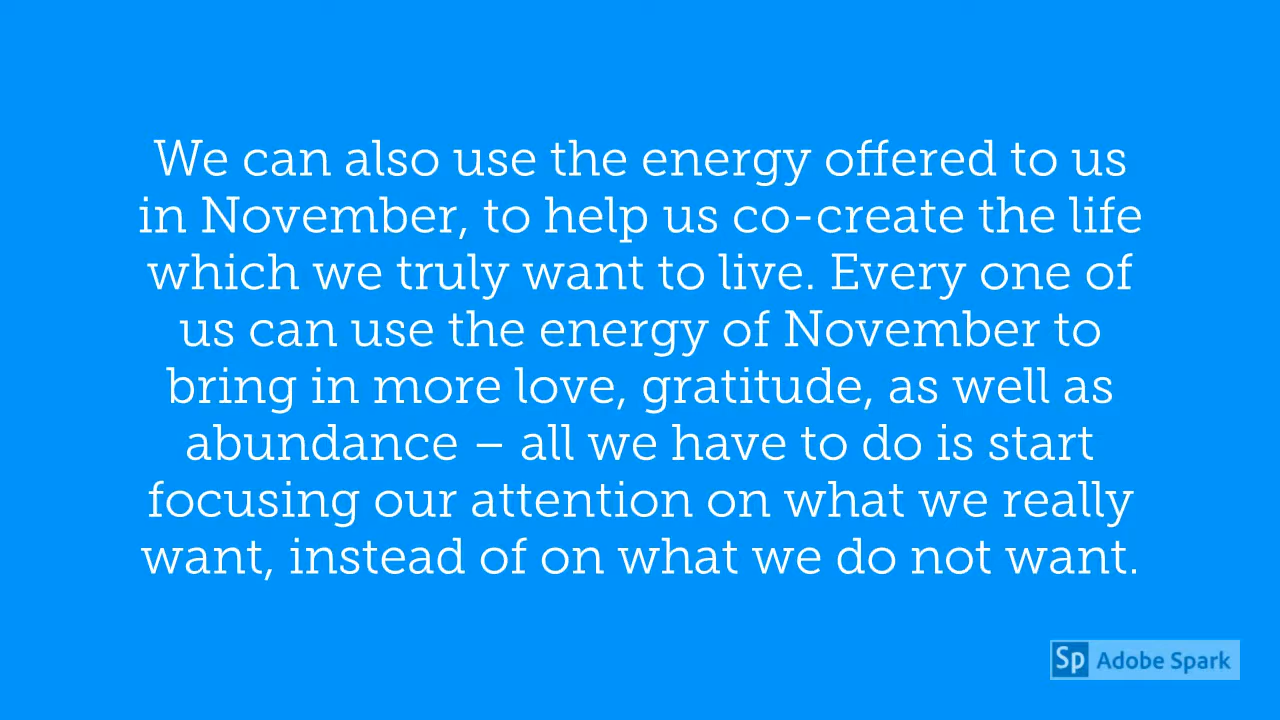 We can also use the energy offered to us
in November, to help us co-create the life
which we truly want to live. Every one of
us can use the energy of November to
bring in more love, gratitude, as well as
abundance – all we have to do is start
focusing our attention on what we really
want, instead of on what we do not want.
Sp Adobe Spark